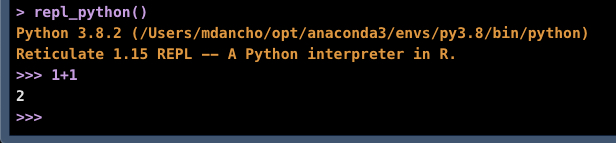 > repl_python()
Python 3.8.2 (/Users/mdancho/opt/anaconda3/envs/py3.8/bin/python)
Reticulate 1.15 REPL -- A Python interpreter in R.
>>> 1+1
2
>>>